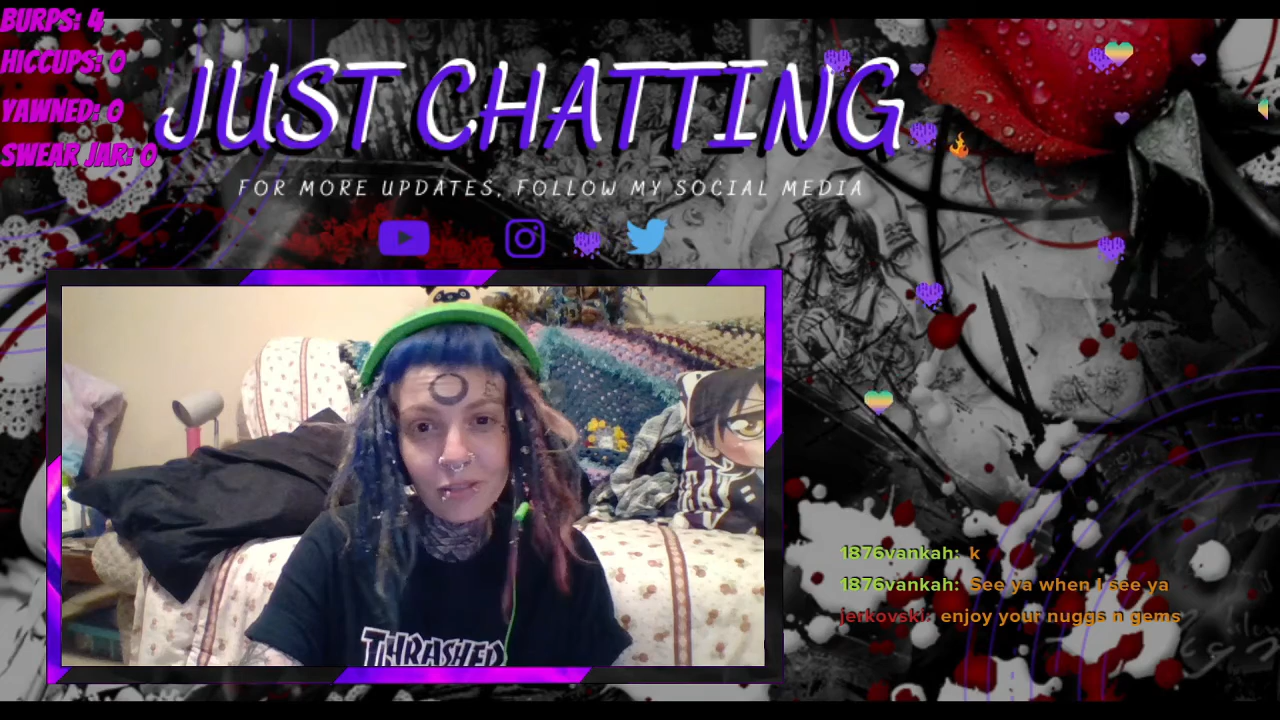 BURPS: 4
HICCUPS: 0
YAWNED: 0
SWEAR JAR: 0
JUST CHATTING
FOR MORE UPDATES, FOLLOW MY SOCIAL MEDIA
THRASHER
1876vankah: k
1876vankah: See ya when I see ya
jerkovski: enjoy your nuggs n gems